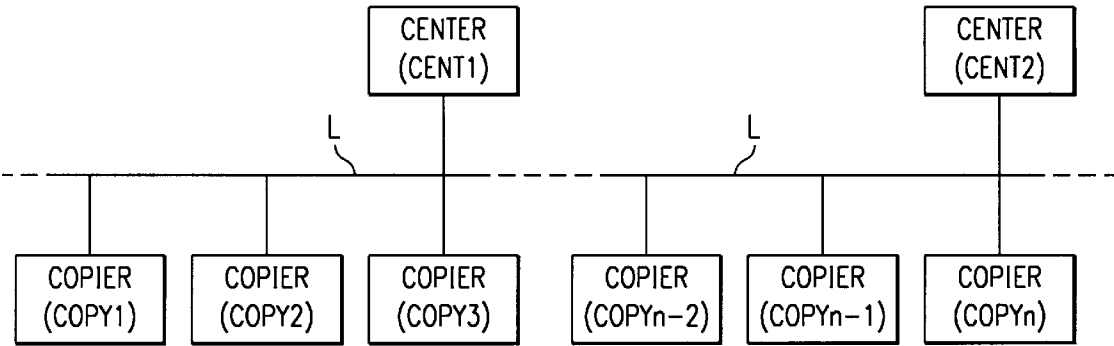 CENTER
(CENT1)
CENTER
(CENT2)
L
L
COPIER
(COPY1)
COPIER
(COPY2)
COPIER
(COPY3)
COPIER
(COPYn-2)
COPIER
(COPYn-1)
COPIER
(COPYn)